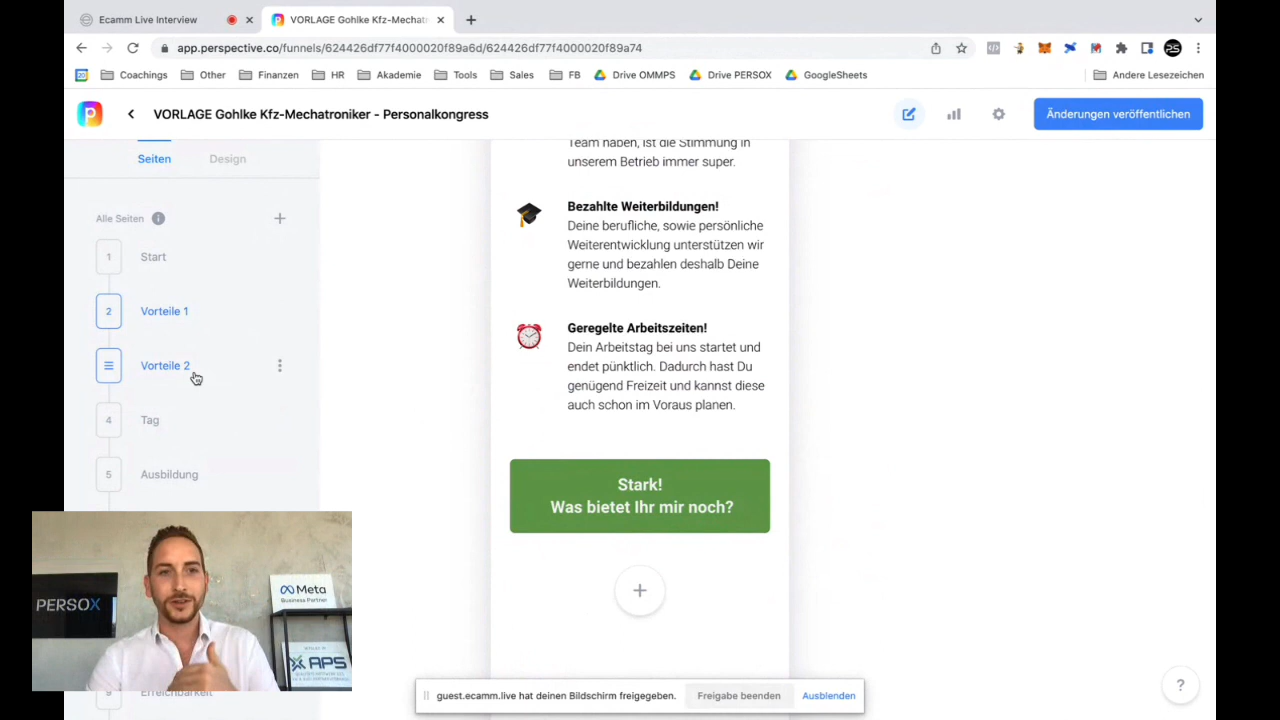 Ecamm Live Interview
VORLAGE Gohlke Kfz-Mechatr
app.perspective.co/funnels/624426df77f4000020f89a6d/624426df77f4000020f89a74
Coachings
Other
Finanzen
HR
Akademie
Tools
Sales
FB
Drive OMMPS
Drive PERSOX
GoogleSheets
Andere Lesezeichen
VORLAGE Gohlke Kfz-Mechatroniker - Personalkongress
Änderungen veröffentlichen
Seiten
Design
Alle Seiten
1
Start
2
Vorteile 1
Vorteile 2
4
Tag
5
Ausbildung
9
Erreichbarkeit
Team haben, ist die Stimmung in
unserem Betrieb immer super.
Bezahlte Weiterbildungen!
Deine berufliche, sowie persönliche
Weiterentwicklung unterstützen wir
gerne und bezahlen deshalb Deine
Weiterbildungen.
Geregelte Arbeitszeiten!
Dein Arbeitstag bei uns startet und
endet pünktlich. Dadurch hast Du
genügend Freizeit und kannst diese
auch schon im Voraus planen.
Stark!
Was bietet Ihr mir noch?
PERSOX
Meta
Business Partner
APS
guest.ecamm.live hat deinen Bildschirm freigegeben.
Freigabe beenden
Ausblenden
?